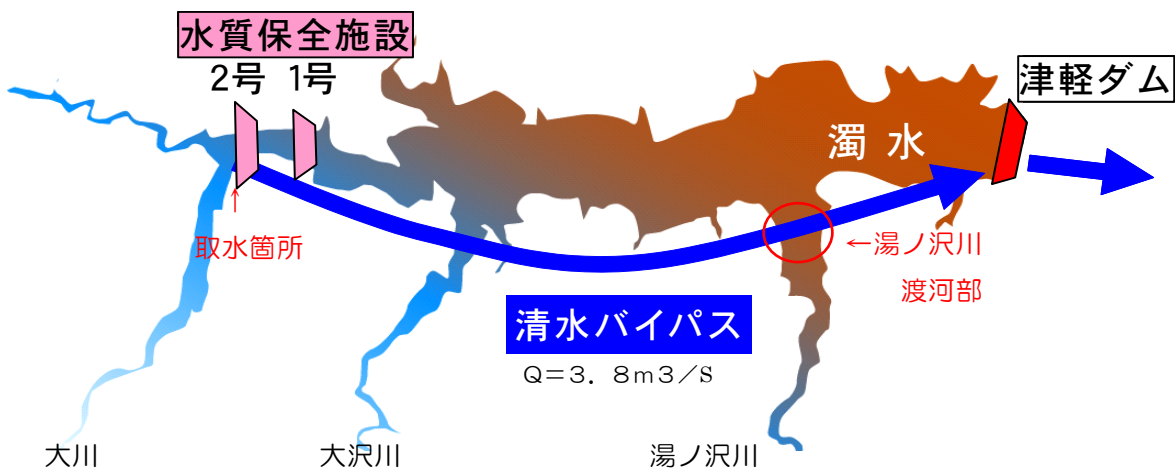 水質保全施設
2号 1号
津軽ダム
濁水
取水箇所
←湯ノ沢川
渡河部
清水バイパス
Q=3．8m3／S
大川
大沢川
湯ノ沢川